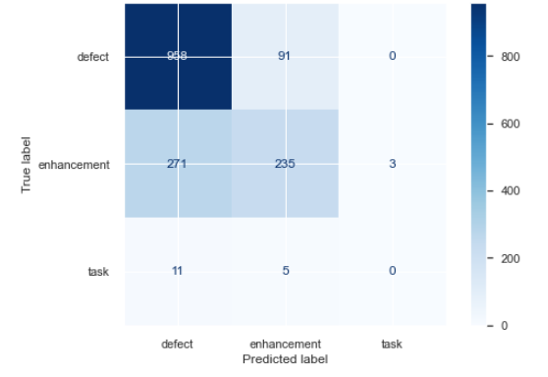 defect 958 91 0 800
600
True label
enhancement 271 235 3
400
200
task 11 5 0
0
defect enhancement task
Predicted label